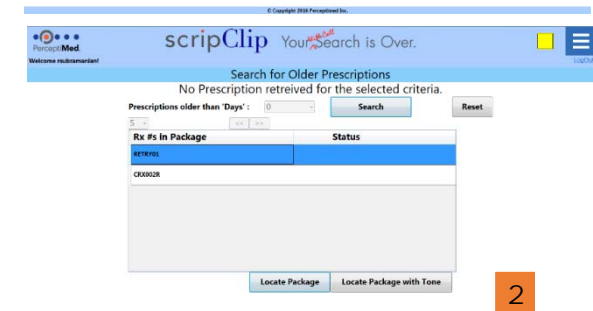 © Copyright 2016 Perceptimed Inc.
PerceptiMed.
scripClip Your Search is Over.
Welcome rsubramanian!
LogOut
Search for Older Prescriptions
No Prescription retreived for the selected criteria.
Prescriptions older than 'Days' : 0 Search Reset
5 << >>
Rx #s in Package Status
RETRY01
CRX002R
Locate Package Locate Package with Tone
2